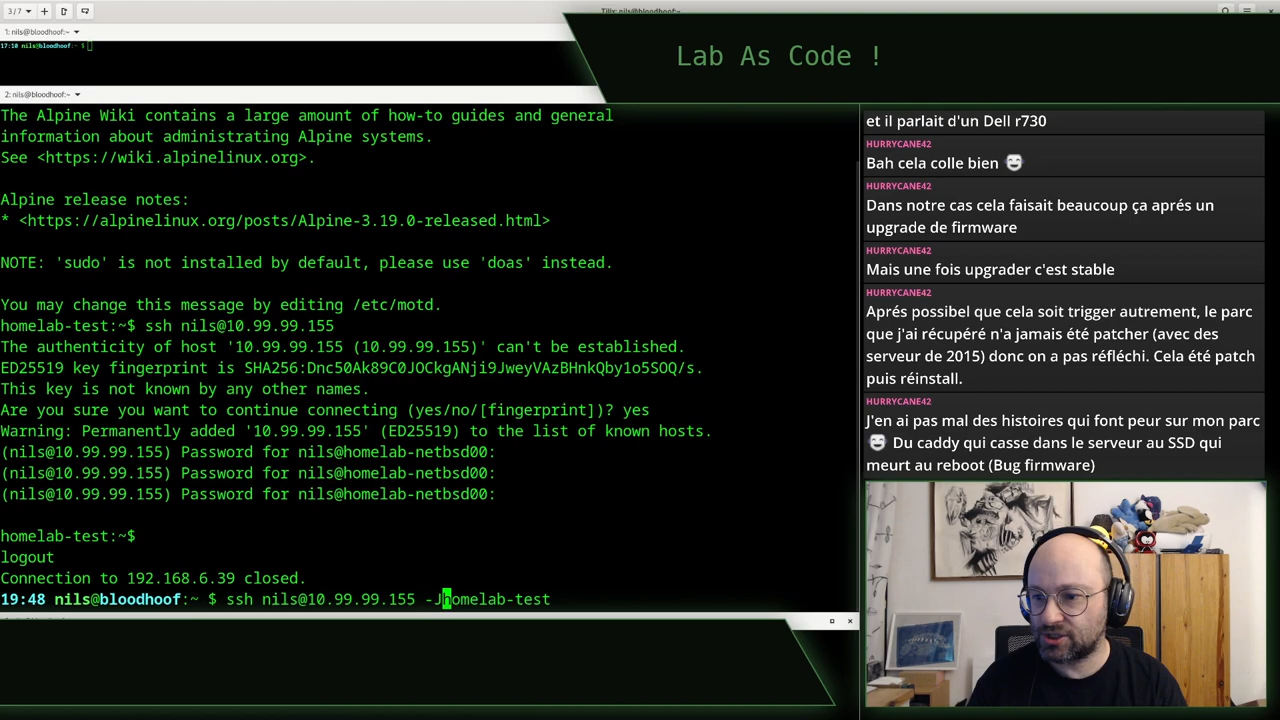 3 / 7
Tilix: nils@bloodhoof:~
1: nils@bloodhoof:~
17:10 nils@bloodhoof:~ $
Lab As Code !
2: nils@bloodhoof:~
The Alpine Wiki contains a large amount of how-to guides and general
information about administrating Alpine systems.
See <https://wiki.alpinelinux.org>.
Alpine release notes:
* <https://alpinelinux.org/posts/Alpine-3.19.0-released.html>
NOTE: 'sudo' is not installed by default, please use 'doas' instead.
You may change this message by editing /etc/motd.
homelab-test:~$ ssh nils@10.99.99.155
The authenticity of host '10.99.99.155 (10.99.99.155)' can't be established.
ED25519 key fingerprint is SHA256:Dnc50Ak89C0JOCkgANji9JweyVAzBHnkQby1o5SOQ/s.
This key is not known by any other names.
Are you sure you want to continue connecting (yes/no/[fingerprint])? yes
Warning: Permanently added '10.99.99.155' (ED25519) to the list of known hosts.
(nils@10.99.99.155) Password for nils@homelab-netbsd00:
(nils@10.99.99.155) Password for nils@homelab-netbsd00:
(nils@10.99.99.155) Password for nils@homelab-netbsd00:
homelab-test:~$
logout
Connection to 192.168.6.39 closed.
19:48 nils@bloodhoof:~ $ ssh nils@10.99.99.155 -Jhomelab-test
et il parlait d'un Dell r730
HURRYCANE42
Bah cela colle bien
HURRYCANE42
Dans notre cas cela faisait beaucoup ça aprés un
upgrade de firmware
HURRYCANE42
Mais une fois upgrader c'est stable
HURRYCANE42
Aprés possibel que cela soit trigger autrement, le parc
que j'ai récupéré n'a jamais été patcher (avec des
serveur de 2015) donc on a pas réfléchi. Cela été patch
puis réinstall.
HURRYCANE42
J'en ai pas mal des histoires qui font peur sur mon parc
Du caddy qui casse dans le serveur au SSD qui
meurt au reboot (Bug firmware)